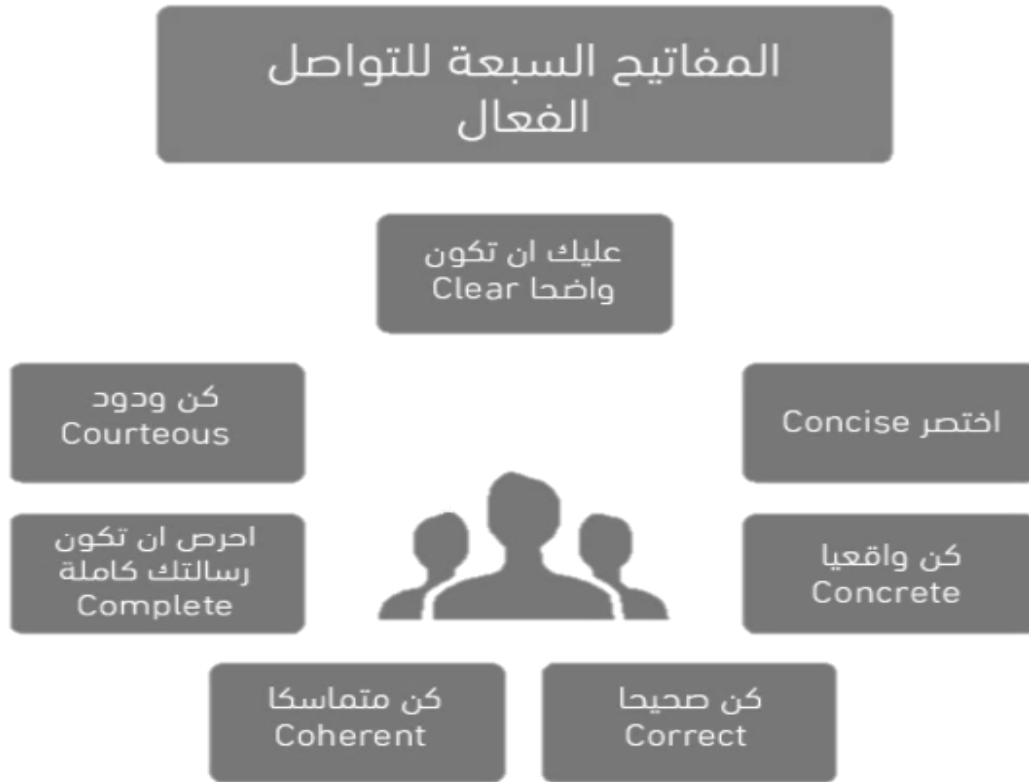 المفاتيح السبعة للتواصل
الفعال
عليك ان تكون
واضحا Clear
اختصر Concise
كن واقعيا
Concrete
كن صحيحا
Correct
كن متماسكا
Coherent
احرص ان تكون
رسالتك كاملة
Complete
كن ودود
Courteous